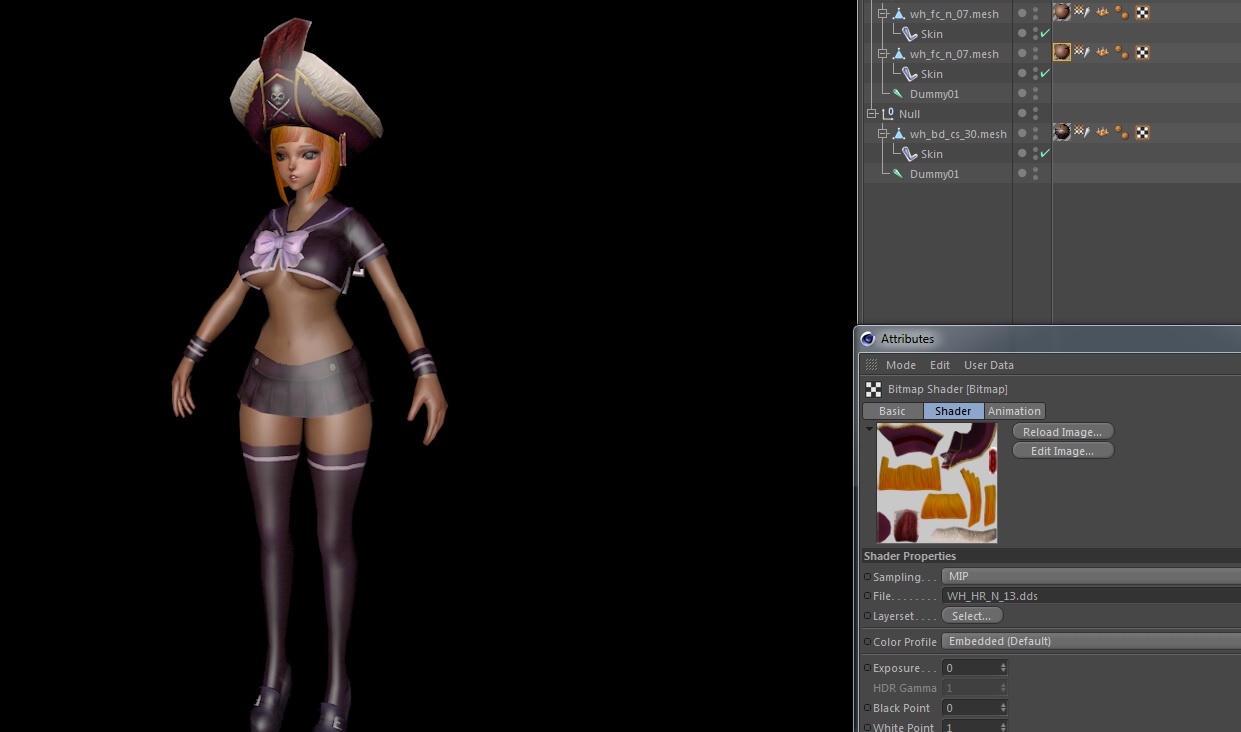 wh_fc_n_07.mesh
Skin
wh_fc_n_07.mesh
Skin
Dummy01
0 Null
wh_bd_cs_30.mesh
Skin
Dummy01
Attributes
Mode Edit User Data
Bitmap Shader [Bitmap]
Basic Shader Animation
Reload Image...
Edit Image...
Shader Properties
Sampling. . . MIP
File. . . . . . . . WH_HR_N_13.dds
Layerset . . . . Select...
Color Profile Embedded (Default)
Exposure. . . 0
HDR Gamma 1
Black Point 0
White Point 1